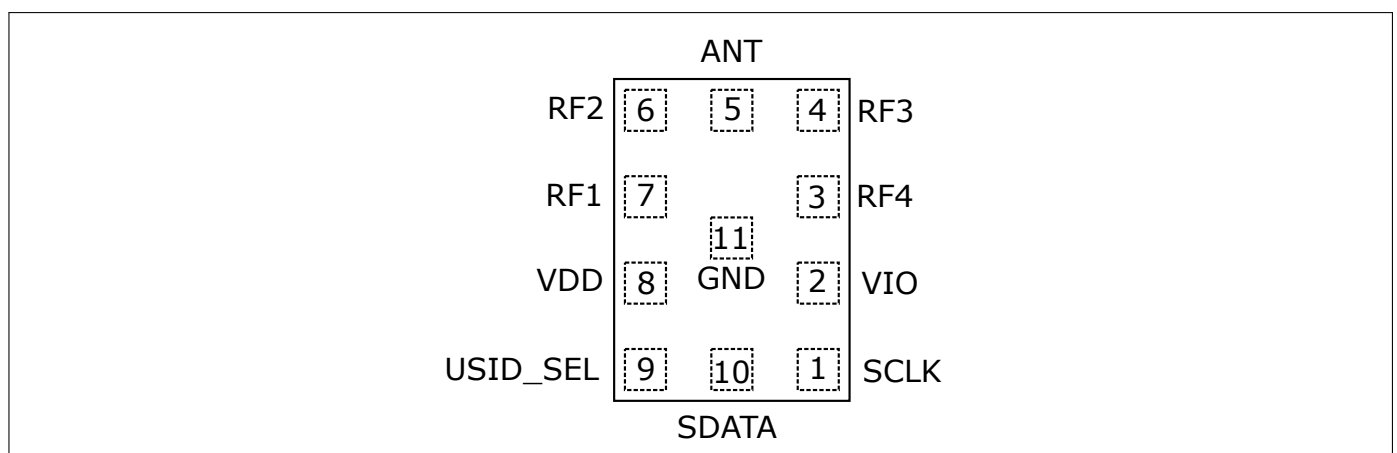 ANT
RF2 6 5 4 RF3
RF1 7 3 RF4
11
VDD 8 GND 2 VIO
USID_SEL 9 10 1 SCLK
SDATA